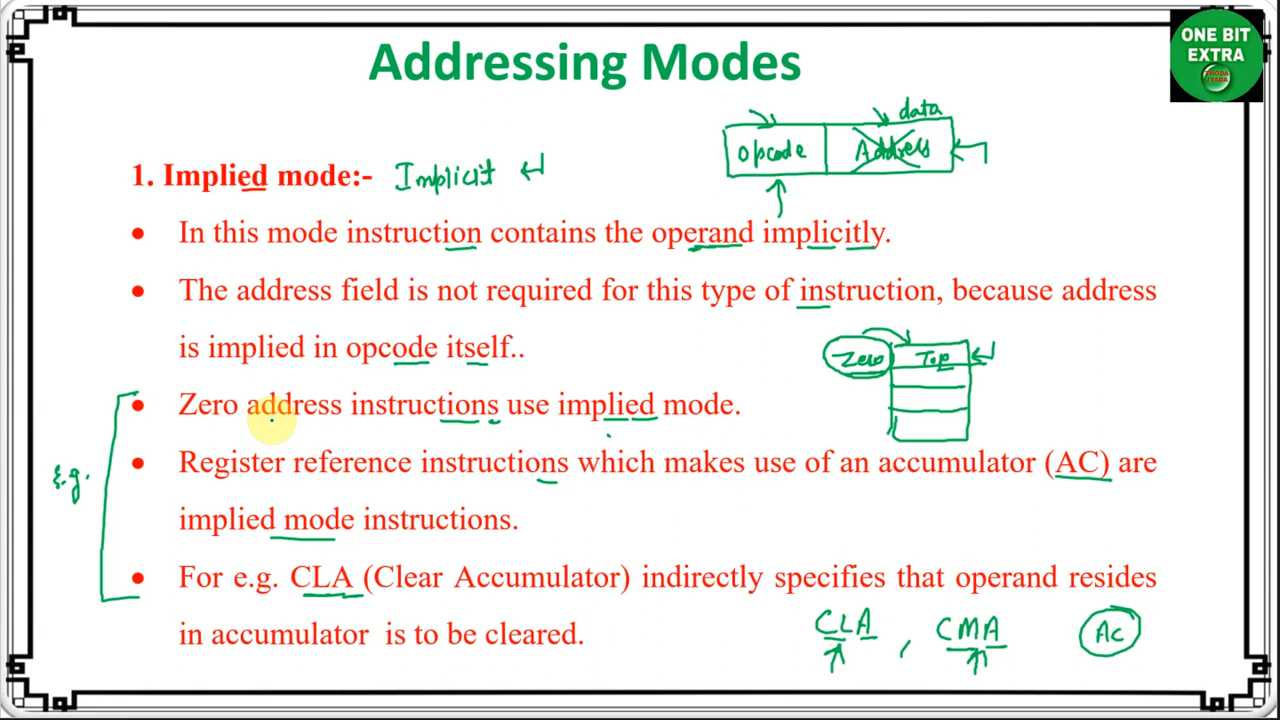 Addressing Modes
ONE BIT
EXTRA
THODA
JYADA
data
opcode Address
1. Implied mode:- Implicit
• In this mode instruction contains the operand implicitly.
• The address field is not required for this type of instruction, because address
is implied in opcode itself..
Zero Top
• Zero address instructions use implied mode.
• Register reference instructions which makes use of an accumulator (AC) are
implied mode instructions.
E.g.
• For e.g. CLA (Clear Accumulator) indirectly specifies that operand resides
in accumulator is to be cleared.
CLA , CMA AC